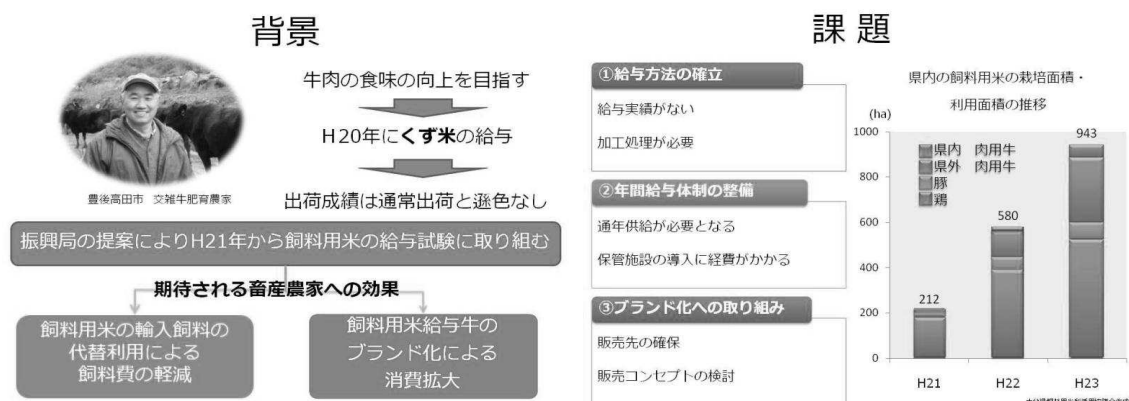 背景
豊後高田市　交雑牛肥育農家
牛肉の食味の向上を目指す
H20年にくず米の給与
出荷成績は通常出荷と遜色なし
振興局の提案によりH21年から飼料用米の給与試験に取り組む
期待される畜産農家への効果
飼料用米の輸入飼料の
代替利用による
飼料費の軽減
飼料用米給与牛の
ブランド化による
消費拡大
課 題
①給与方法の確立
給与実績がない
加工処理が必要
②年間給与体制の整備
通年供給が必要となる
保管施設の導入に経費がかかる
③ブランド化への取り組み
販売先の確保
販売コンセプトの検討
県内の飼料用米の栽培面積・
利用面積の推移
(ha)
1000
800
600
400
200
0
県内　肉用牛
県外　肉用牛
豚
鶏
212
580
943
H21
H22
H23